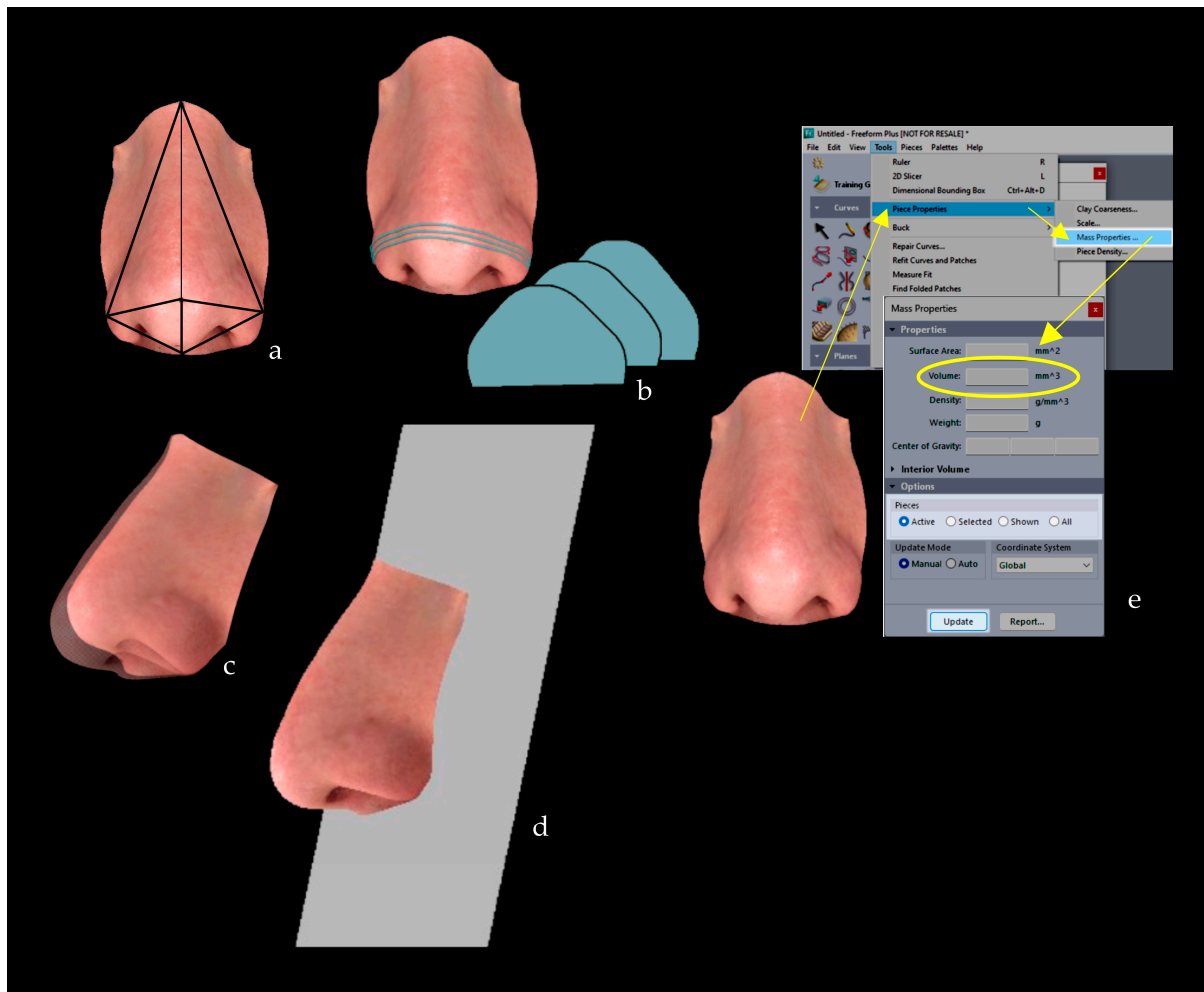 a
b
c
d
e
Untitled - Freeform Plus [NOT FOR RESALE] *
File Edit View Tools Pieces Palettes Help
Ruler R
2D Slicer L
Dimensional Bounding Box Ctrl+Alt+D
Training G
Curves
Piece Properties
Buck
Repair Curves...
Refit Curves and Patches
Measure Fit
Find Folded Patches
Planes
Clay Coarseness...
Scale...
Mass Properties ...
Piece Density...
Mass Properties
Properties
Surface Area: mm^2
Volume: mm^3
Density: g/mm^3
Weight: g
Center of Gravity:
Interior Volume
Options
Pieces
Active Selected Shown All
Update Mode Coordinate System
Manual Auto Global
Update Report...